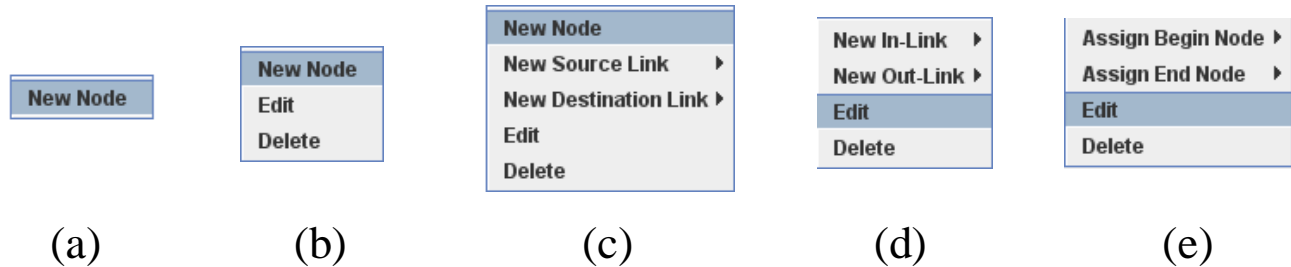 New Node
New Node
Edit
Delete
New Node
New Source Link
New Destination Link
Edit
Delete
New In-Link
New Out-Link
Edit
Delete
Assign Begin Node
Assign End Node
Edit
Delete
(a)
(b)
(c)
(d)
(e)